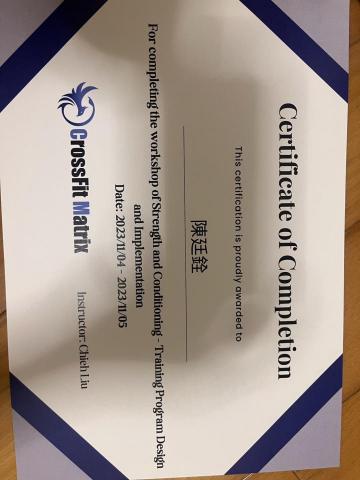 Certificate of Completion
This certification is proudly awarded to
陳廷銓
For completing the workshop of Strength and Conditioning - Training Program Design
and Implementation
Date: 2023/11/04 - 2023/11/05
CrossFit Matrix
Instructor: Chieh Liu